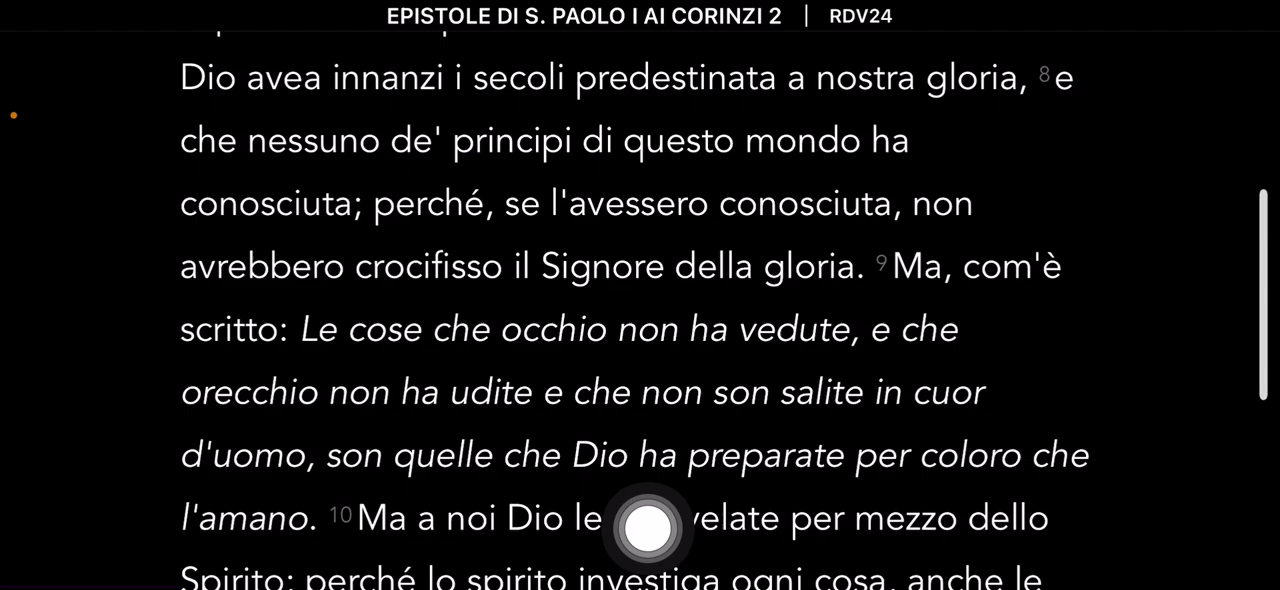 EPISTOLE DI S. PAOLO I AI CORINZI 2 | RDV24
Dio avea innanzi i secoli predestinata a nostra gloria, 8 e
che nessuno de' principi di questo mondo ha
conosciuta; perché, se l'avessero conosciuta, non
avrebbero crocifisso il Signore della gloria. 9 Ma, com'è
scritto: Le cose che occhio non ha vedute, e che
orecchio non ha udite e che non son salite in cuor
d'uomo, son quelle che Dio ha preparate per coloro che
l'amano. 10 Ma a noi Dio le velate per mezzo dello
Spirito; perché lo spirito investiga ogni cosa, anche le